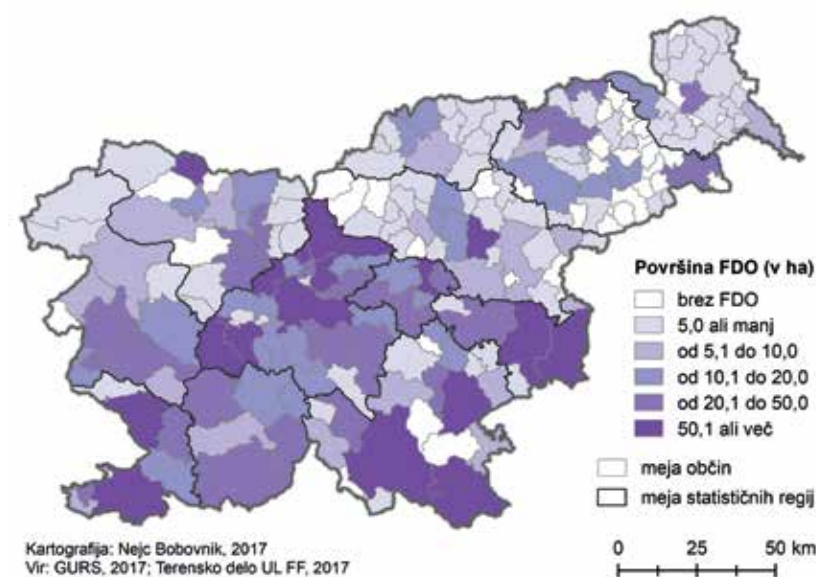 Površina FDO (v ha)
brez FDO
5,0 ali manj
od 5,1 do 10,0
od 10,1 do 20,0
od 20,1 do 50,0
50,1 ali več
meja občin
meja statističnih regij
Kartografija: Nejc Bobovnik, 2017
Vir: GURS, 2017; Terensko delo UL FF, 2017
0 25 50 km